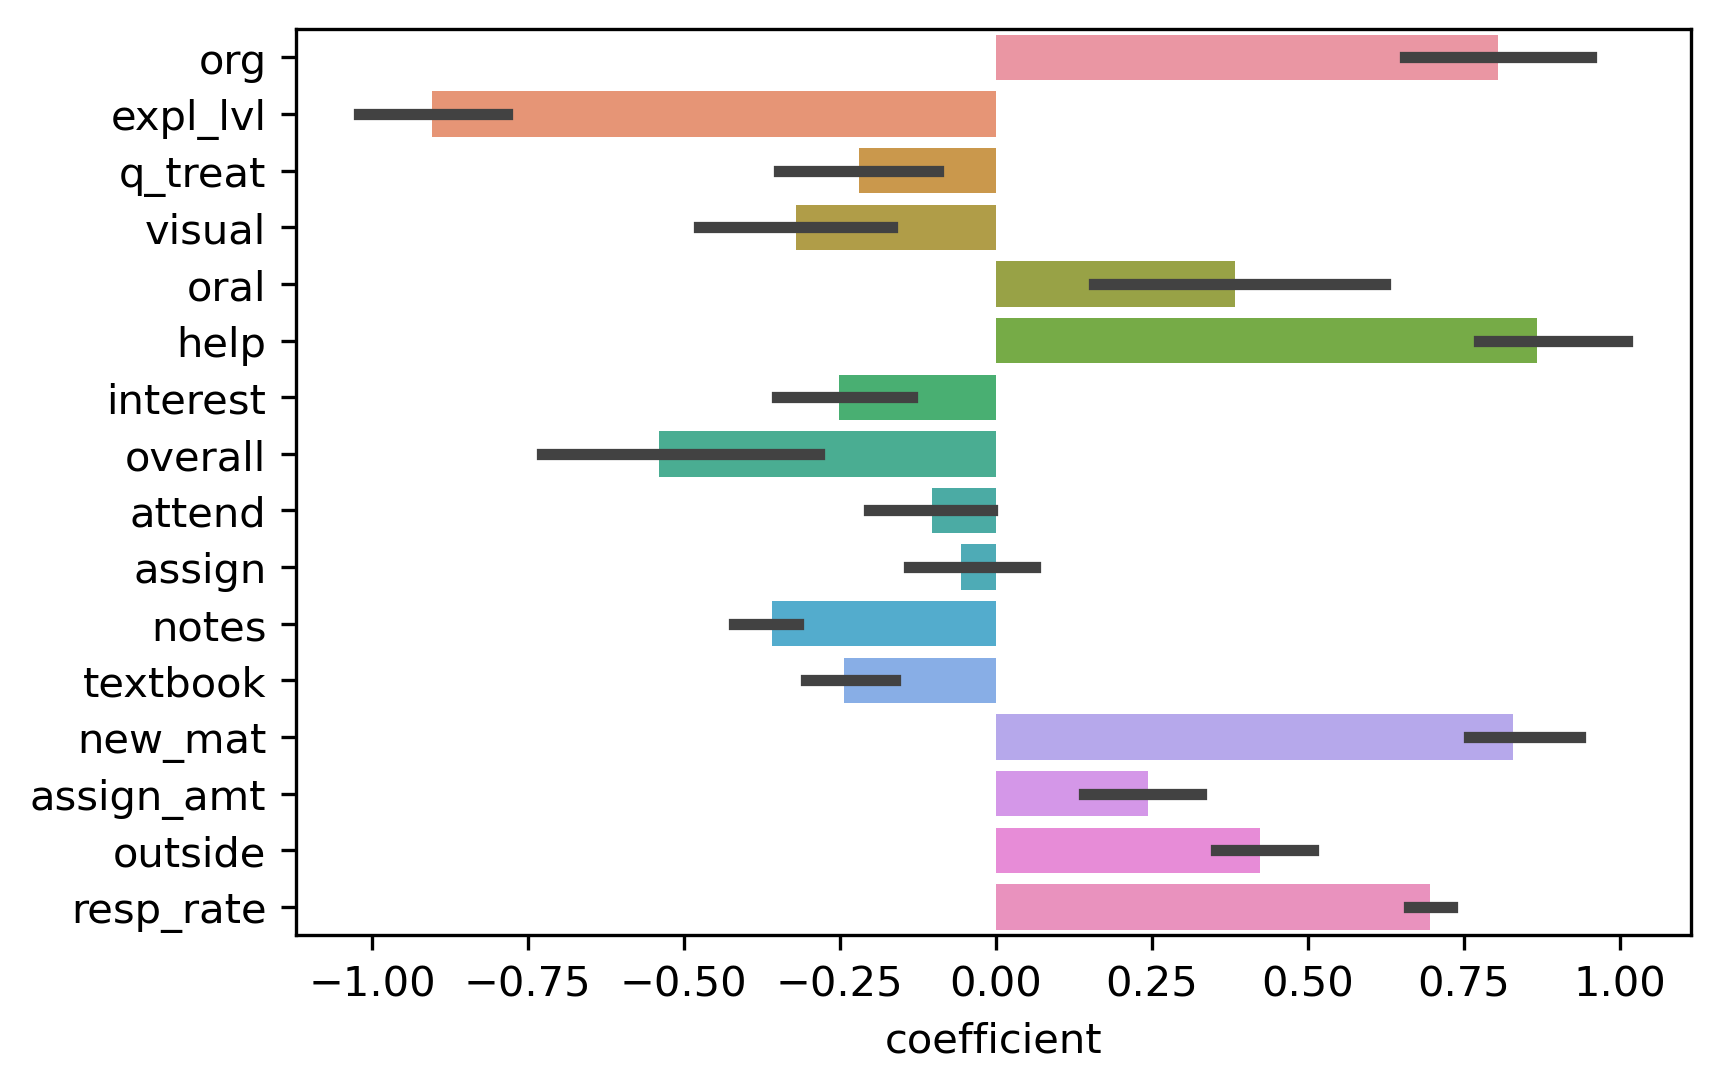 org
expl_lvl
q_treat
visual
oral
help
interest
overall
attend
assign
notes
textbook
new_mat
assign_amt
outside
resp_rate
−1.00 −0.75 −0.50 −0.25 0.00 0.25 0.50 0.75 1.00
coefficient